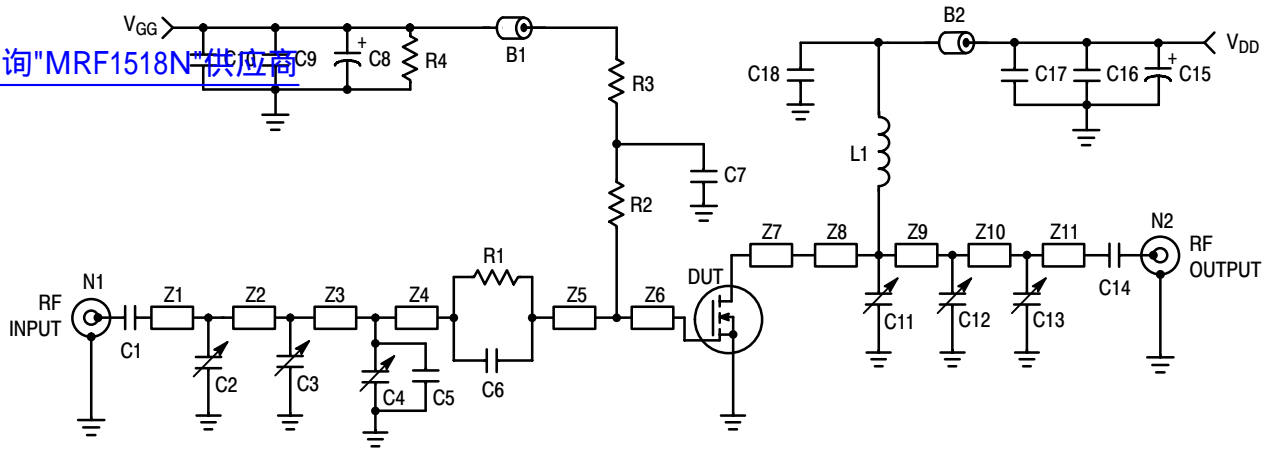 VGG
B1
B2
VDD
询"MRF1518N"供应商
C10
C9
C8
+
R4
R3
C18
C17
C16
C15
+
L1
C7
R2
Z7
Z8
Z9
Z10
Z11
N2
RF
OUTPUT
R1
DUT
C14
N1
RF
INPUT
Z1
Z2
Z3
Z4
Z5
Z6
C11
C12
C13
C1
C2
C3
C4
C5
C6